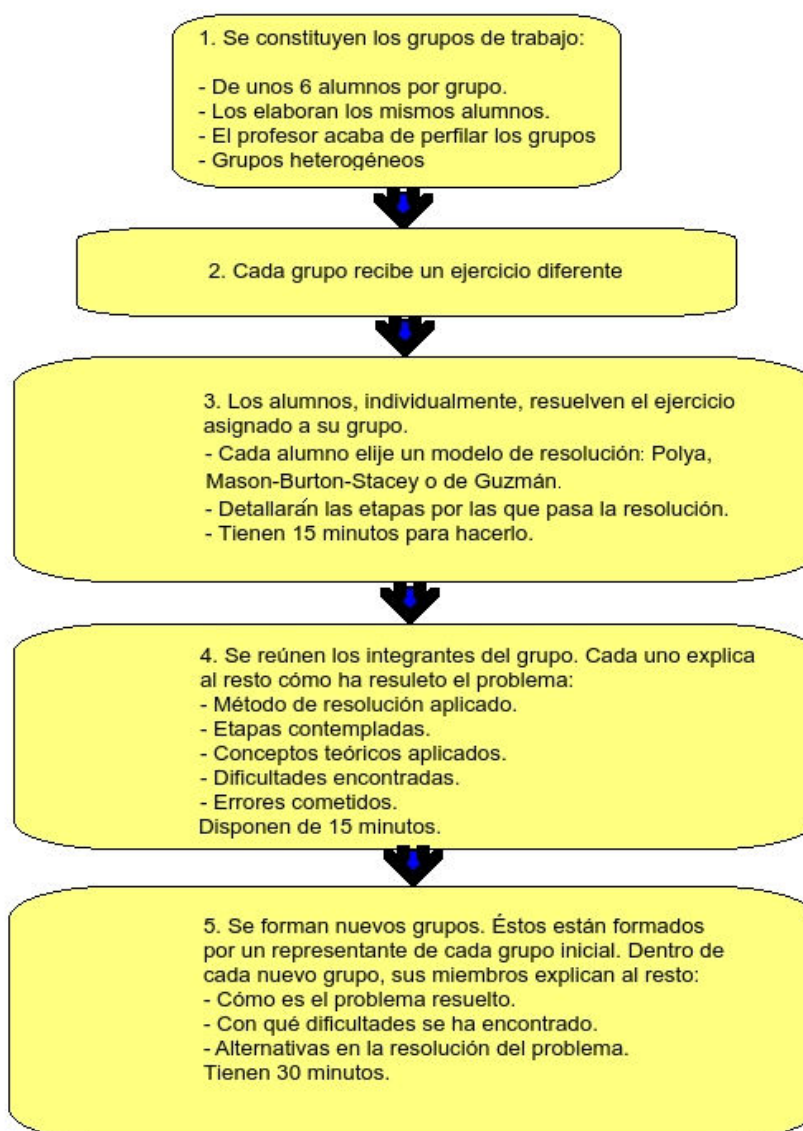 1. Se constituyen los grupos de trabajo:
- De unos 6 alumnos por grupo.
- Los elaboran los mismos alumnos.
- El profesor acaba de perfilar los grupos
- Grupos heterogéneos
2. Cada grupo recibe un ejercicio diferente
3. Los alumnos, individualmente, resuelven el ejercicio
asignado a su grupo.
- Cada alumno elije un modelo de resolución: Polya,
Mason-Burton-Stacey o de Guzmán.
- Detallarán las etapas por las que pasa la resolución.
- Tienen 15 minutos para hacerlo.
4. Se reúnen los integrantes del grupo. Cada uno explica
al resto cómo ha resuleto el problema:
- Método de resolución aplicado.
- Etapas contempladas.
- Conceptos teóricos aplicados.
- Dificultades encontradas.
- Errores cometidos.
Disponen de 15 minutos.
5. Se forman nuevos grupos. Éstos están formados
por un representante de cada grupo inicial. Dentro de
cada nuevo grupo, sus miembros explican al resto:
- Cómo es el problema resuelto.
- Con qué dificultades se ha encontrado.
- Alternativas en la resolución del problema.
Tienen 30 minutos.